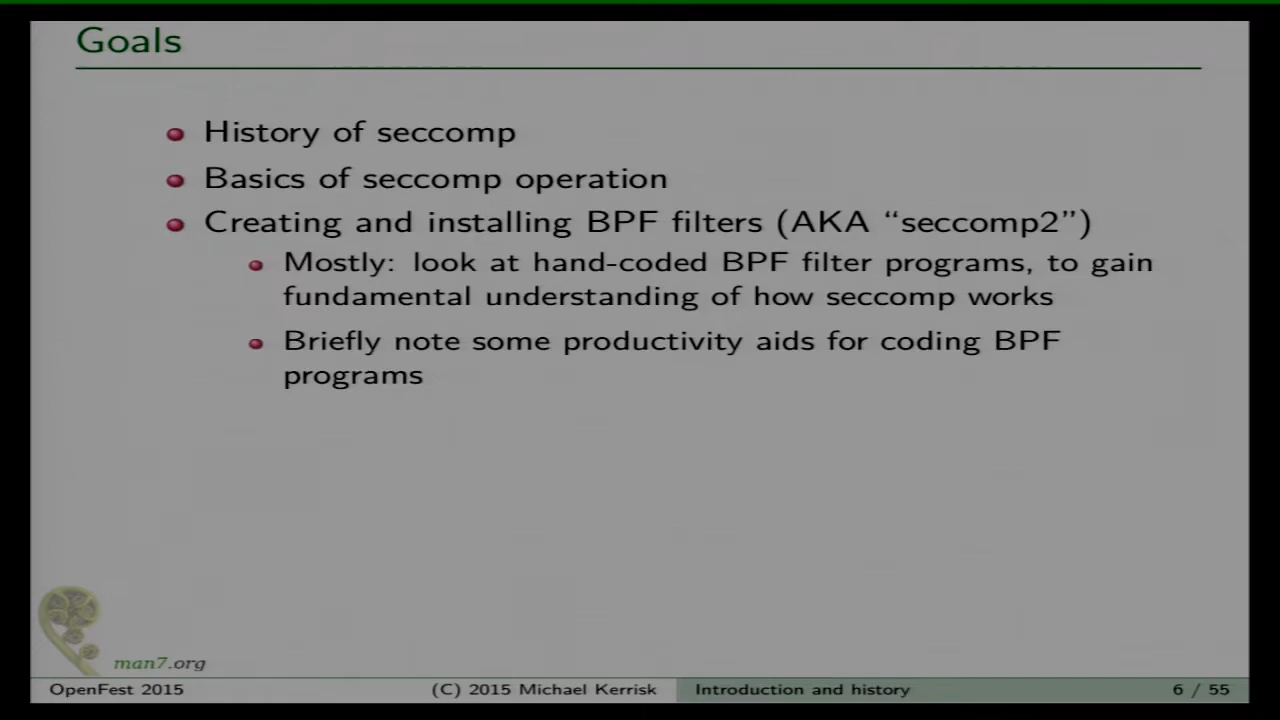 Goals
History of seccomp
Basics of seccomp operation
Creating and installing BPF filters (AKA “seccomp2”)
Mostly: look at hand-coded BPF filter programs, to gain
fundamental understanding of how seccomp works
Briefly note some productivity aids for coding BPF
programs
man7.org
OpenFest 2015 (C) 2015 Michael Kerrisk Introduction and history 6 / 55